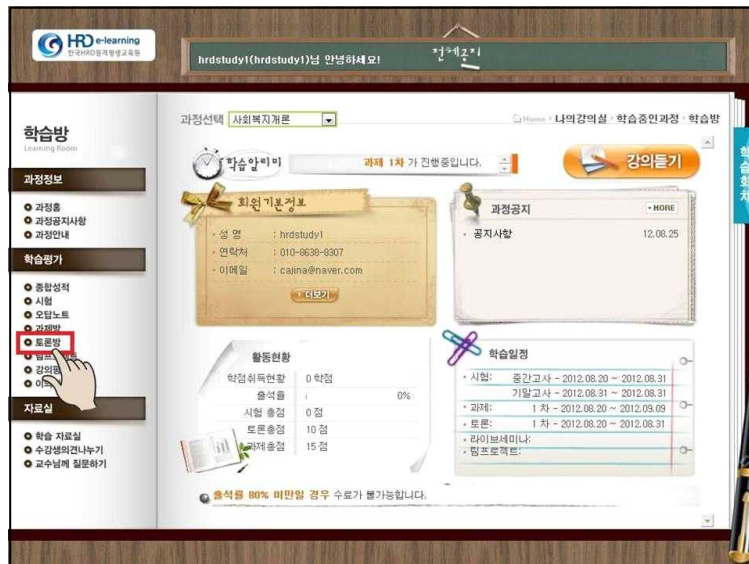 HRD e-learning
한국HRD원격평생교육원
hrdstudy1(hrdstudy1)님 안녕하세요!
전체공지
과정선택 사회복지개론
Home > 나의강의실 > 학습중인과정 > 학습방
학습방
Learning Room
과정정보
과정홈
과정공지사항
과정안내
학습평가
종합성적
시험
오답노트
과제방
토론방
강의평
자료실
학습 자료실
수강생의견나누기
교수님께 질문하기
학습알리미
과제 1차 가 진행중입니다.
강의듣기
학습회차
회원기본정보
· 성 명 : hrdstudy1
· 연락처 : 010-8638-8307
· 이메일 : cajina@naver.com
더보기
과정공지
+ MORE
· 공지사항 12.08.25
활동현황
학점취득현황 0 학점
출석률 0%
시험 총점 0 점
토론총점 10 점
과제총점 15 점
학습일정
· 시험: 중간고사 - 2012.08.20 ~ 2012.08.31
기말고사 - 2012.08.31 ~ 2012.08.31
· 과제: 1 차 - 2012.08.20 ~ 2012.09.09
· 토론: 1 차 - 2012.08.20 ~ 2012.08.31
· 라이브세미나:
· 팀프로젝트:
출석률 80% 미만일 경우 수료가 불가능합니다.